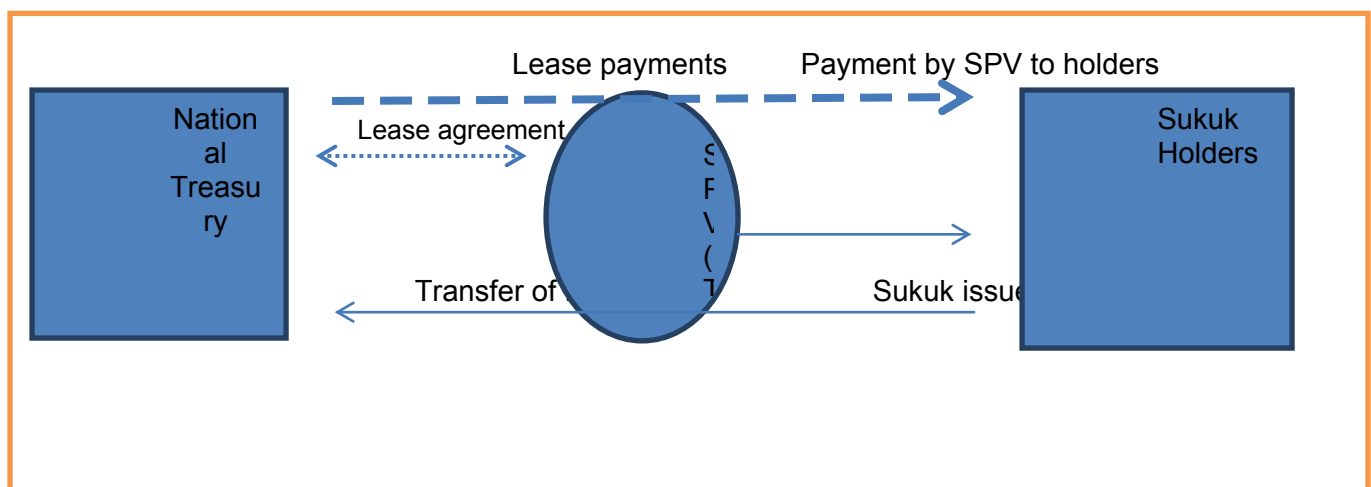 Lease payments
Payment by SPV to holders
Nation
al
Treasu
ry
Lease agreement
S
V
(
T
Sukuk
Holders
Transfer of
Sukuk issue